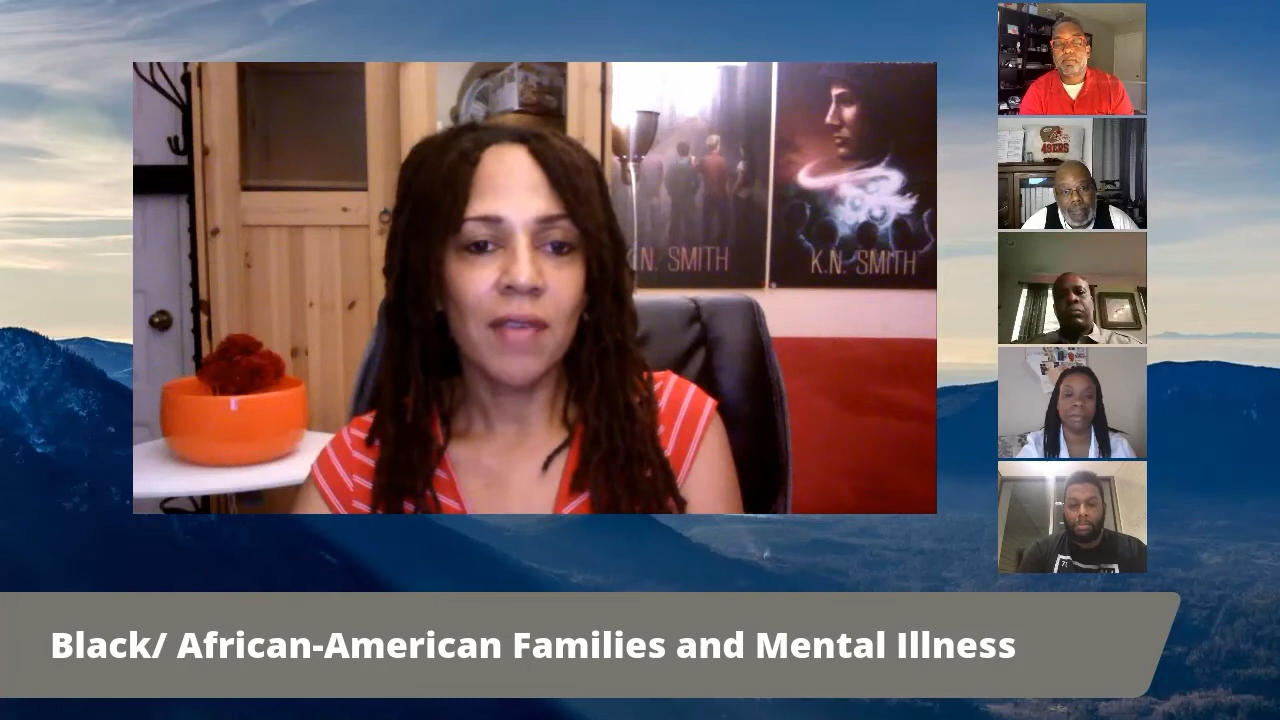 K.N. SMITH
K.N. SMITH
49ERS
Black/ African-American Families and Mental Illness